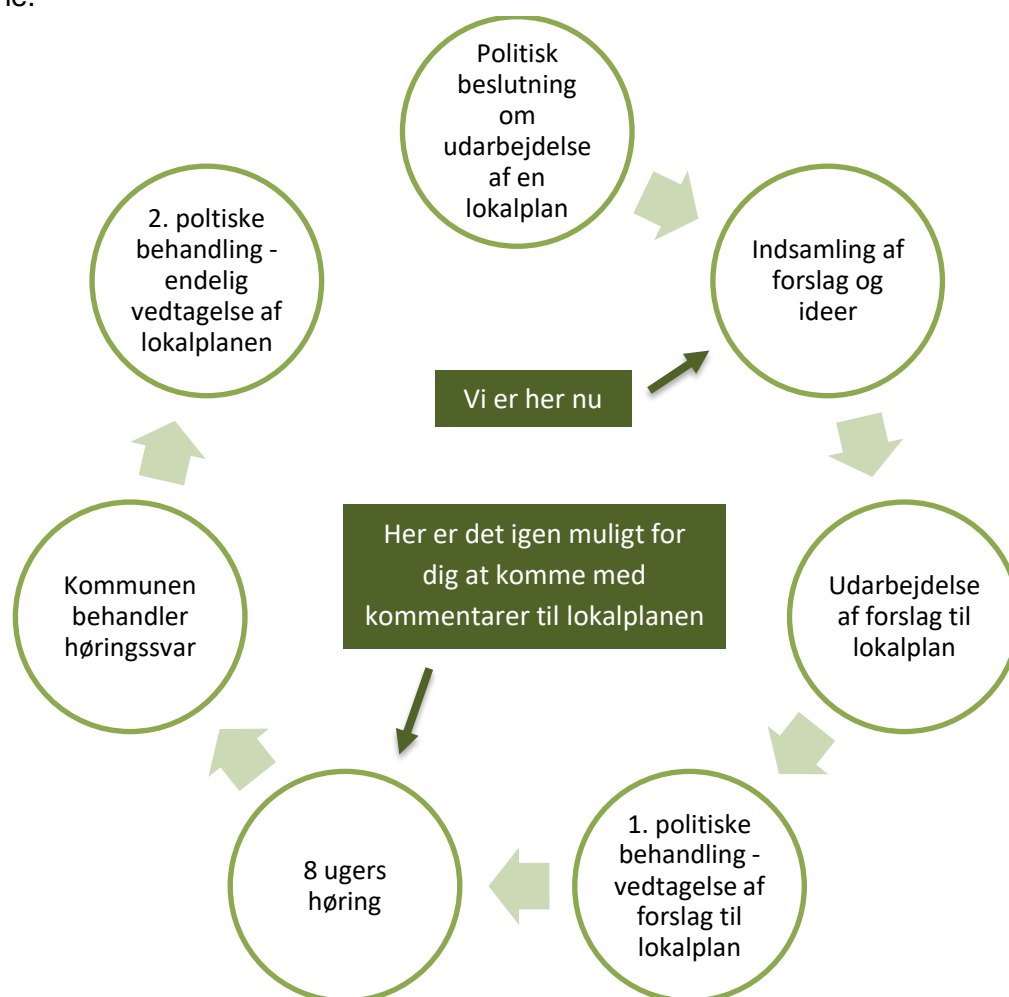 Politisk
beslutning
om
udarbejdelse
af en
lokalplan
Indsamling af
forslag og
ideer
Vi er her nu
Udarbejdelse
af forslag til
lokalplan
1. politiske
behandling -
vedtagelse af
forslag til
lokalplan
Her er det igen muligt for
dig at komme med
kommentarer til lokalplanen
8 ugers
høring
Kommunen
behandler
høringssvar
2. poltiske
behandling -
endelig
vedtagelse af
lokalplanen